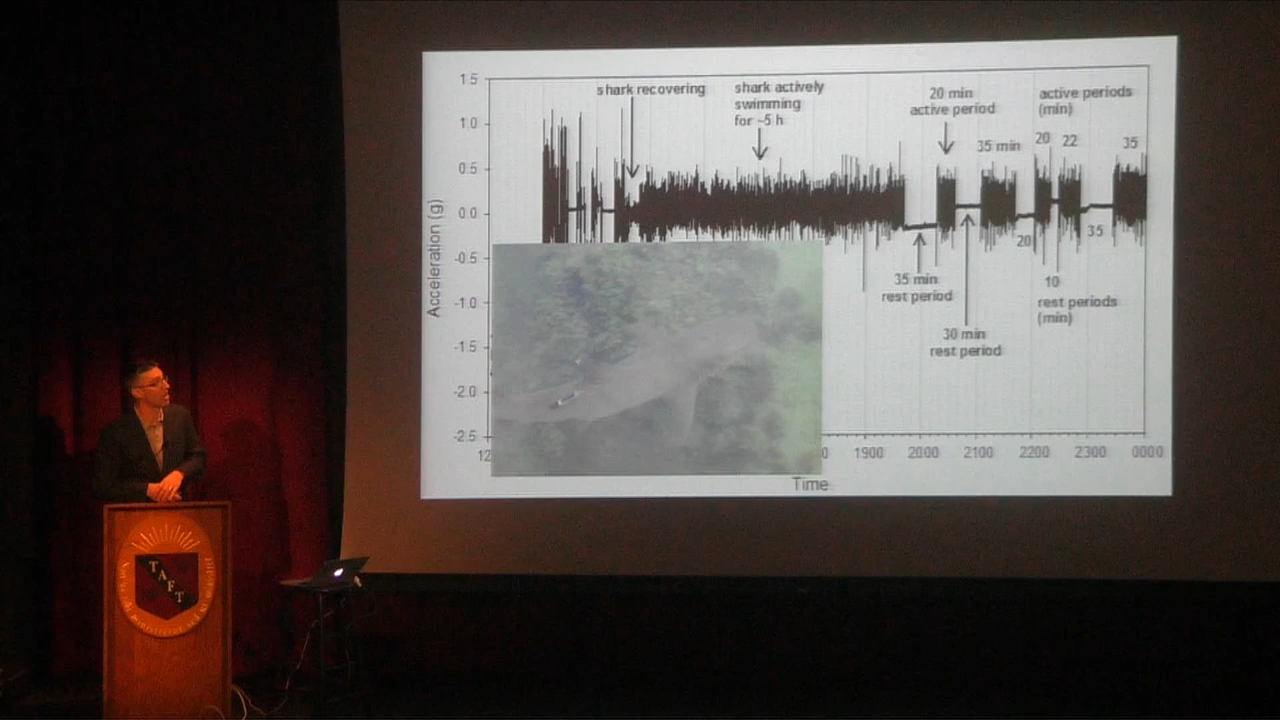 1.5
1.0
0.5
0.0
-0.5
-1.0
-1.5
-2.0
-2.5
Acceleration (g)
shark recovering
shark actively
swimming
for ~5 h
20 min
active period
active periods
(min)
35 min
20
22
35
35 min
rest period
30 min
rest period
20
10
35
rest periods
(min)
12
0
1900
2000
2100
2200
2300
0000
Time
TAFT